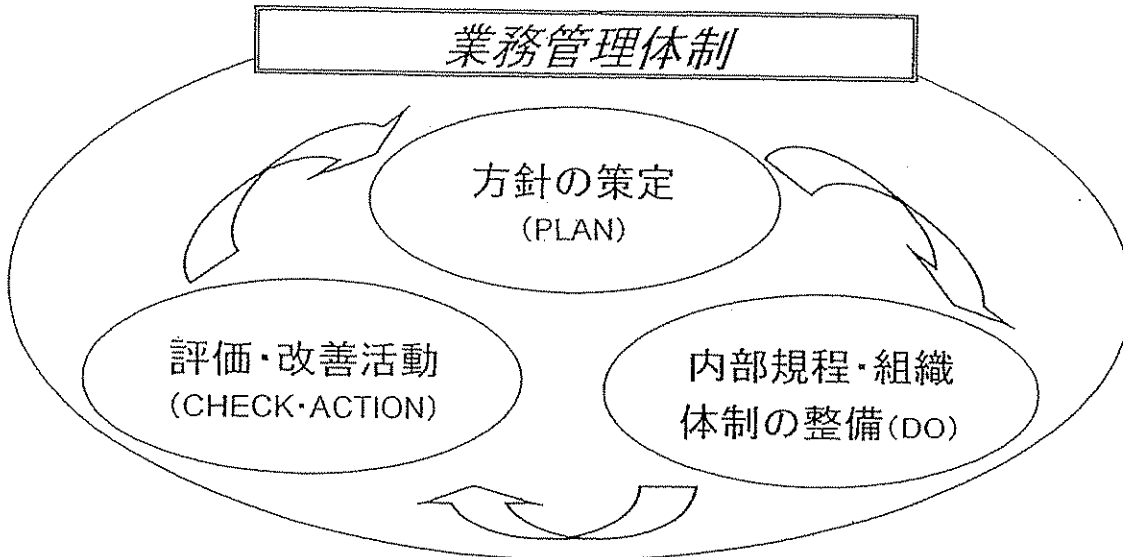 業務管理体制
方針の策定
(PLAN)
評価・改善活動
(CHECK・ACTION)
内部規程・組織
体制の整備(DO)